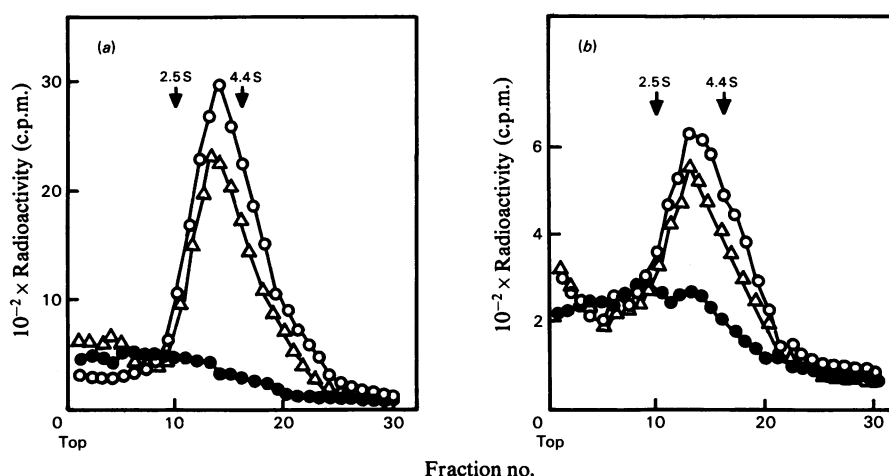 (a)
2.5 S 4.4 S
10⁻² × Radioactivity (c.p.m.)
30
20
10
0 10 20 30
Top
(b)
2.5 S 4.4 S
10⁻² × Radioactivity (c.p.m.)
6
4
2
0
0 10 20 30
Top
Fraction no.